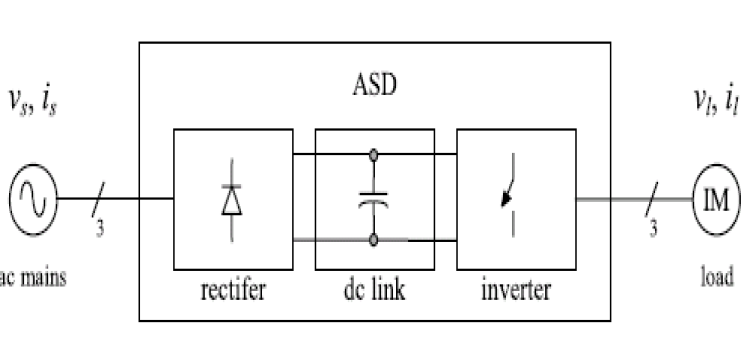 ASD
vs, is
vl, il
IM
3
3
ac mains
rectifer
dc link
inverter
load